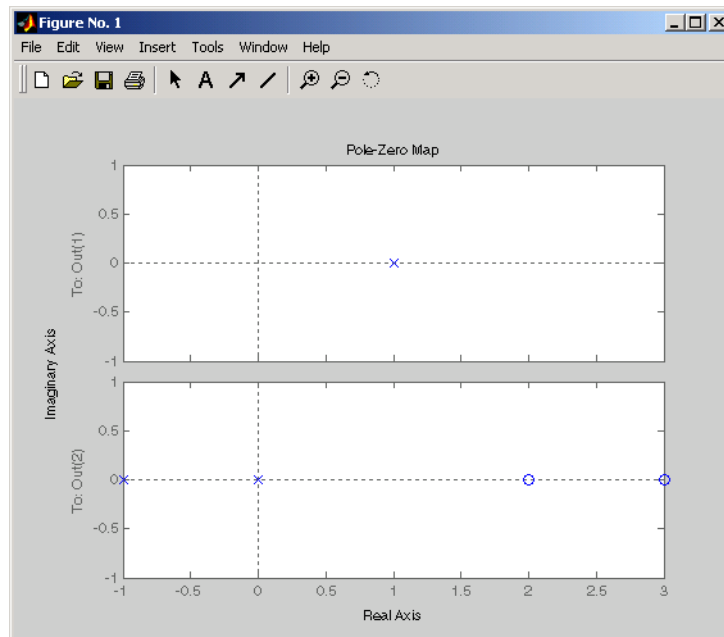 Figure No. 1
File Edit View Insert Tools Window Help
A
Pole-Zero Map
1
0.5
0
-0.5
-1
To: Out(1)
Imaginary Axis
1
0.5
0
-0.5
-1
To: Out(2)
-1 -0.5 0 0.5 1 1.5 2 2.5 3
Real Axis